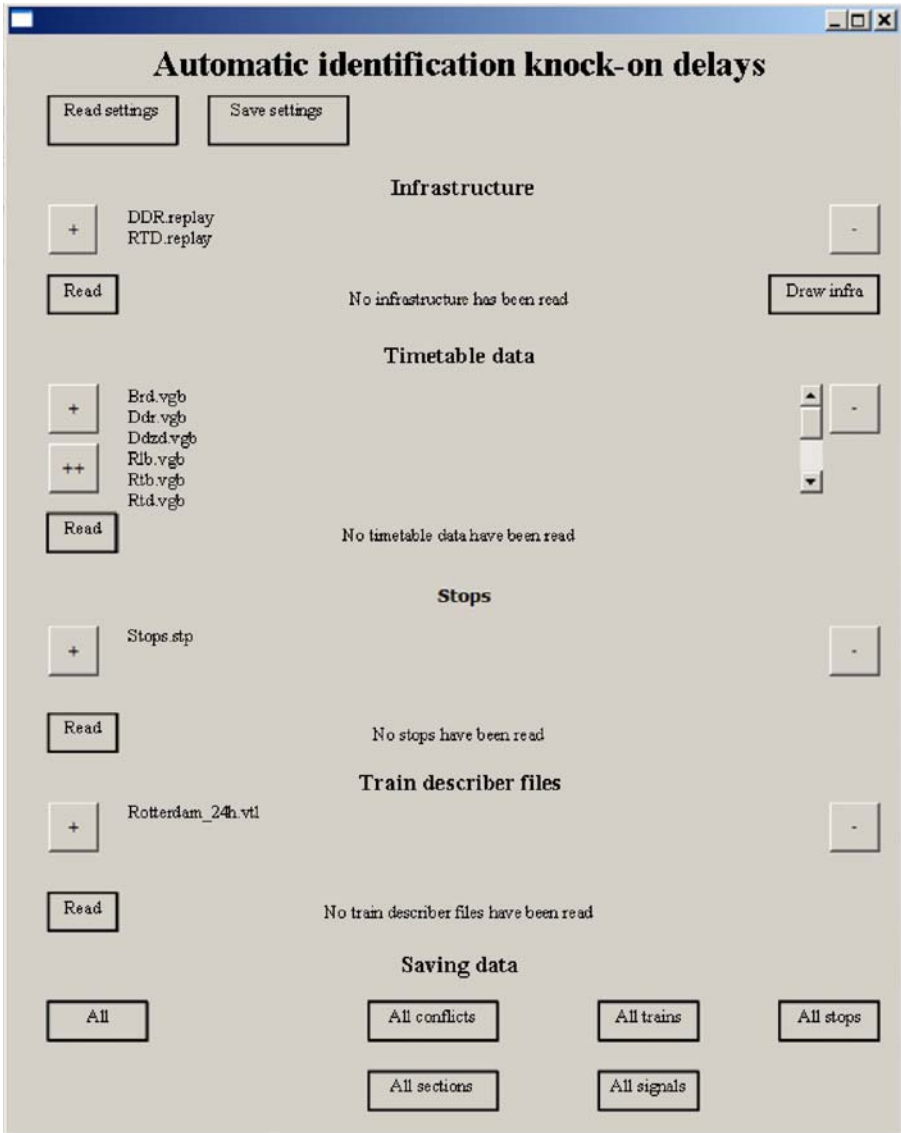 Automatic identification knock-on delays
Read settings
Save settings
Infrastructure
+
DDR.replay
-
RTD.replay
Read
No infrastructure has been read
Draw infra
Timetable data
+
Brd.vgb
-
Ddr.vgb
Ddzd.vgb
++
Rlb.vgb
Rtb.vgb
Rtd.vgb
Read
No timetable data have been read
Stops
+
Stops.stp
-
Read
No stops have been read
Train describer files
+
Rotterdam_24h.vtl
-
Read
No train describer files have been read
Saving data
All
All conflicts
All trains
All stops
All sections
All signals